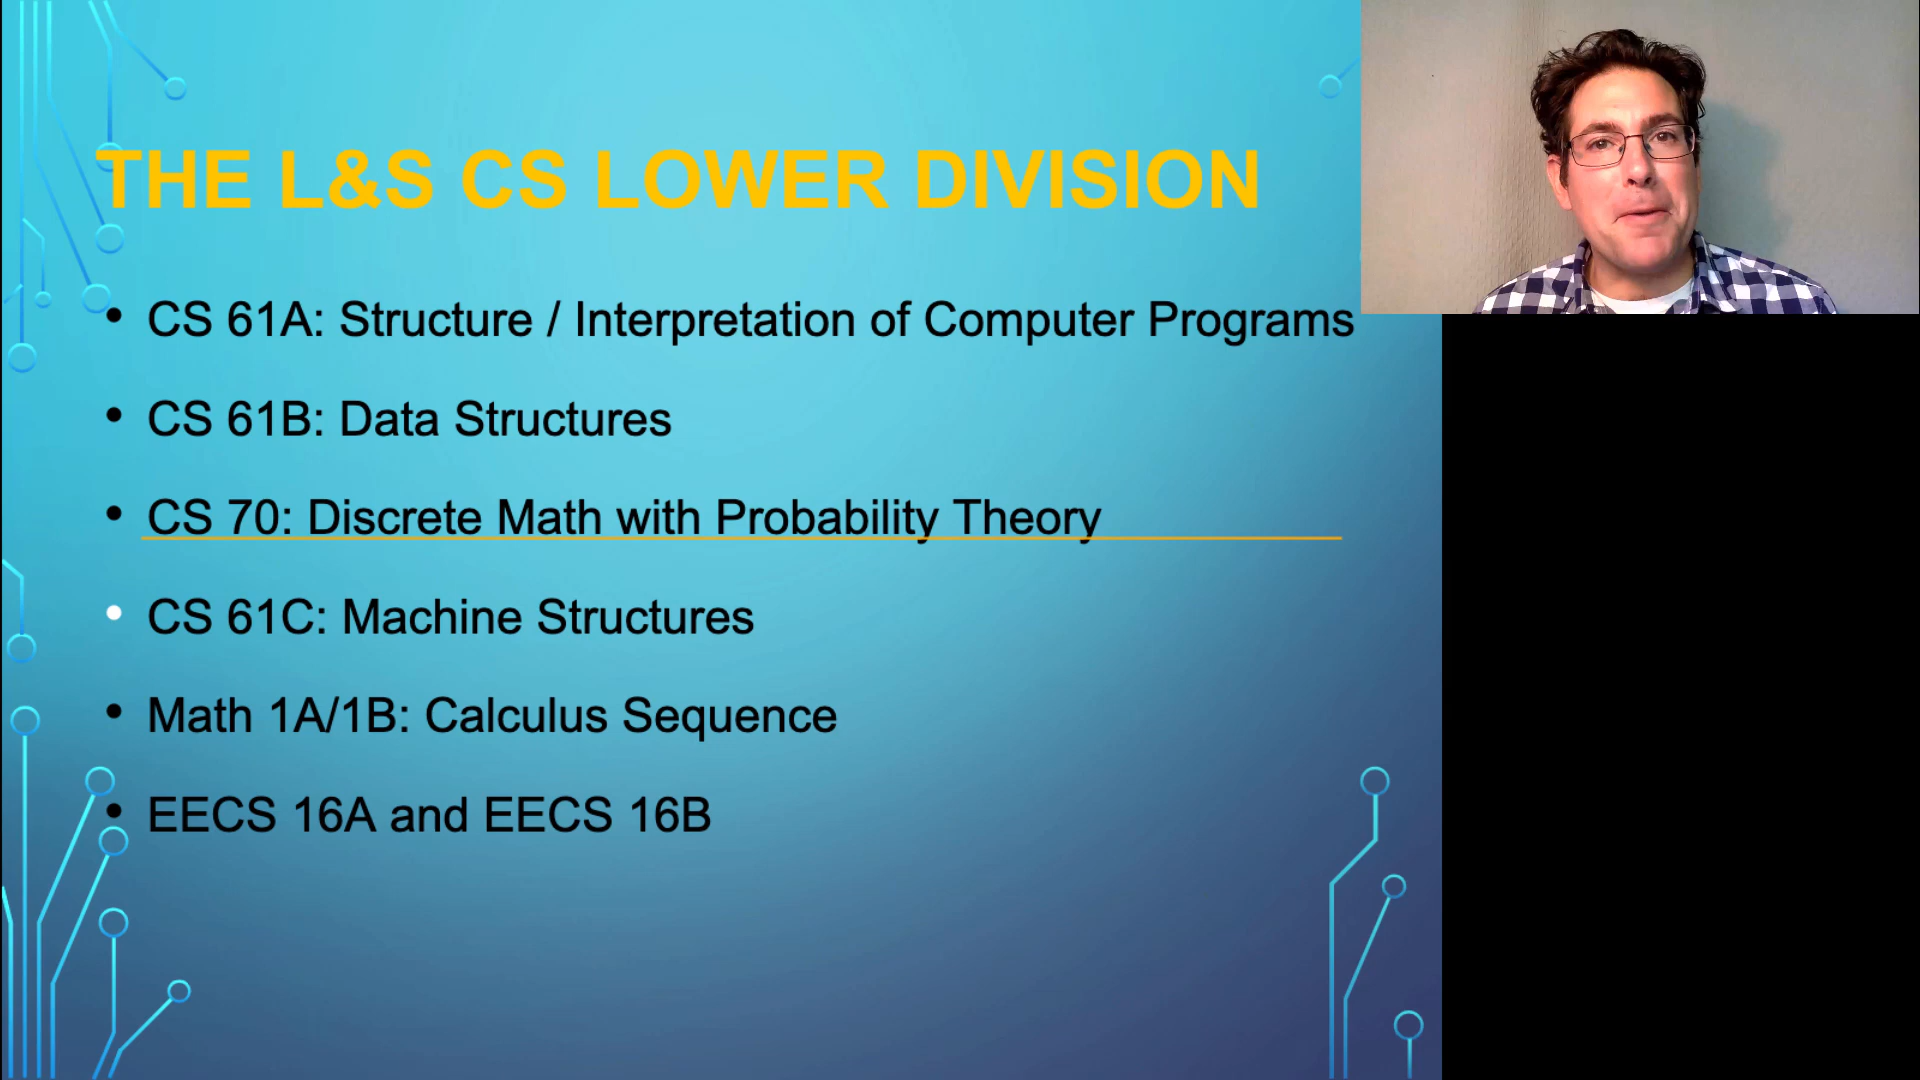 THE L&S CS LOWER DIVISION
• CS 61A: Structure / Interpretation of Computer Programs
• CS 61B: Data Structures
• CS 70: Discrete Math with Probability Theory
• CS 61C: Machine Structures
• Math 1A/1B: Calculus Sequence
• EECS 16A and EECS 16B